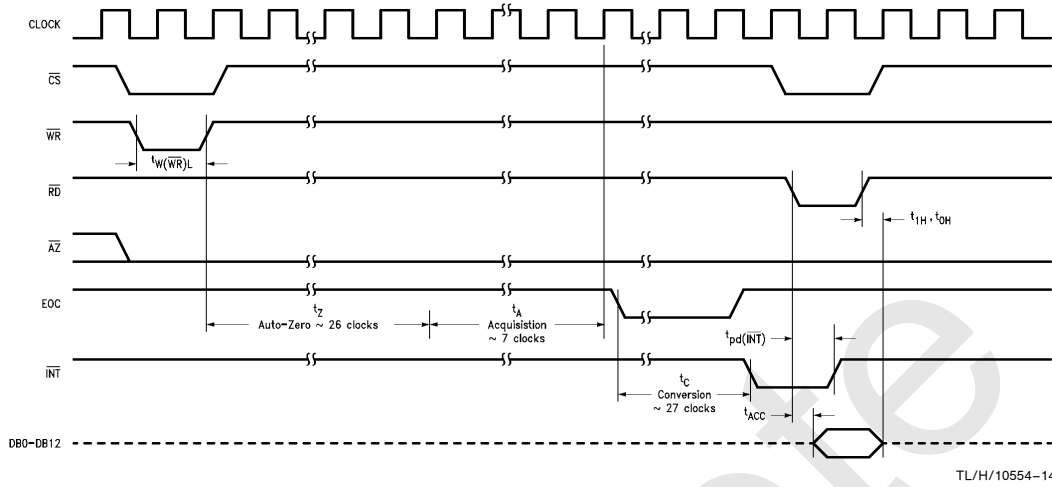 CLOCK
CS
WR
tW(WR)L
RD
t1H, t0H
AZ
EOC
tZ
Auto-Zero ~ 26 clocks
tA
Acquisistion
~ 7 clocks
tpd(INT)
INT
tC
Conversion
~ 27 clocks
tACC
DB0-DB12
TL/H/10554-14